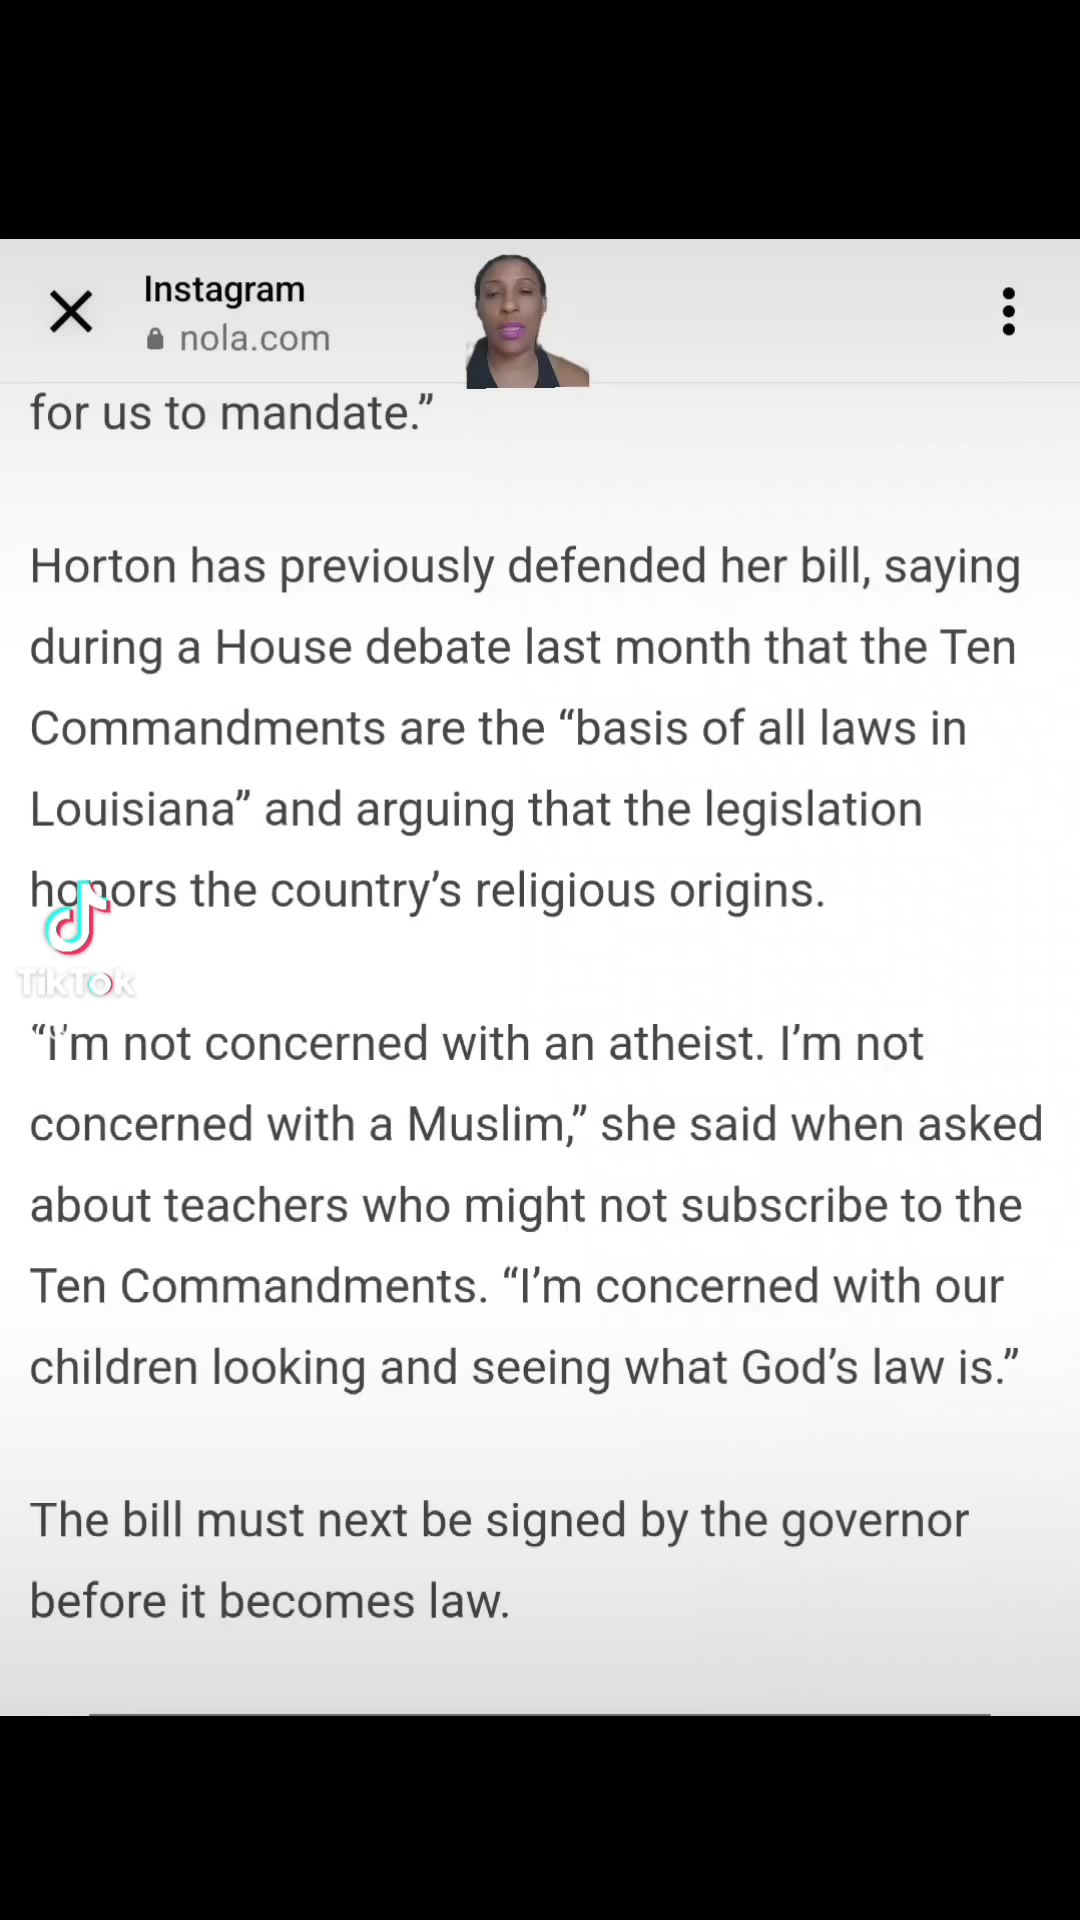 Instagram
nola.com
for us to mandate.”
Horton has previously defended her bill, saying
during a House debate last month that the Ten
Commandments are the “basis of all laws in
Louisiana” and arguing that the legislation
honors the country’s religious origins.
TikTok
“I’m not concerned with an atheist. I’m not
concerned with a Muslim,” she said when asked
about teachers who might not subscribe to the
Ten Commandments. “I’m concerned with our
children looking and seeing what God’s law is.”
The bill must next be signed by the governor
before it becomes law.